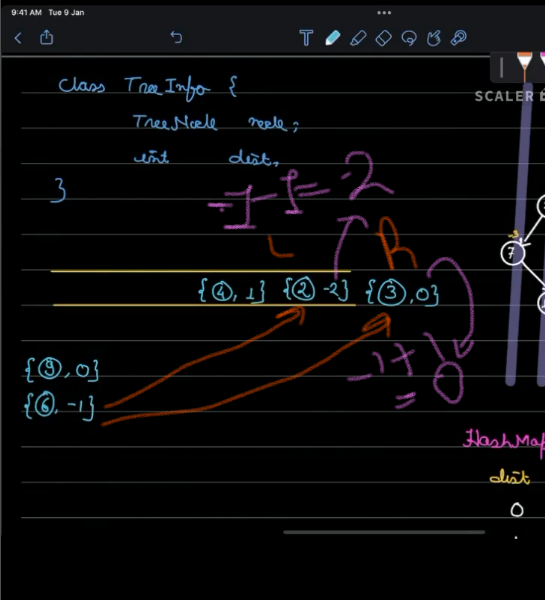 9:41 AM Tue 9 Jan
SCALER
class TreeInfo {
TreeNode node;
int dist,
}
-1-1=-2
L R
{4, 1} {2 -2} {3, 0}
7
{9, 0}
{6, -1}
-1+1
=0
HashMap
dist
0